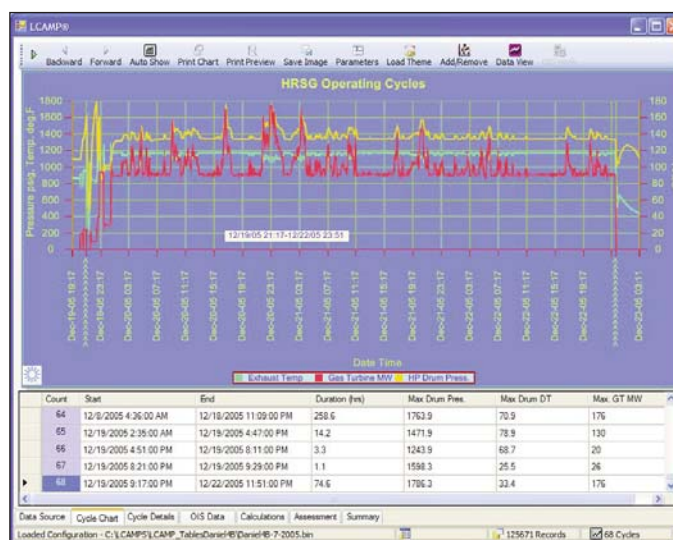 LCAMP®
Backward Forward Auto Show Print Chart Print Preview Save Image Parameters Load Theme Add/Remove Data View
HRSG Operating Cycles
Pressure psig, Temp. deg.F
1800
1600
1400
1200
1000
800
600
400
200
0
180
160
140
120
100
80
60
40
20
0
12/19/05 21:17-12/22/05 23:51
Dec-19-05 19:17
Dec-19-05 23:17
Dec-20-05 03:17
Dec-20-05 07:17
Dec-20-05 11:17
Dec-20-05 15:17
Dec-20-05 19:17
Dec-20-05 23:17
Dec-21-05 03:17
Dec-21-05 07:17
Dec-21-05 11:17
Dec-21-05 15:17
Dec-21-05 19:17
Dec-21-05 23:17
Dec-22-05 03:17
Dec-22-05 07:17
Dec-22-05 11:17
Dec-22-05 15:17
Dec-22-05 19:17
Dec-23-05 03:11
Date Time
Exhaust Temp Gas Turbine MW HP Drum Press.
Count Start End Duration (hrs) Max Drum Pres. Max Drum DT Max. GT MW
64 12/8/2005 4:36:00 AM 12/18/2005 11:09:00 PM 258.6 1763.9 70.9 176
65 12/19/2005 2:35:00 AM 12/19/2005 4:47:00 PM 14.2 1471.9 78.9 130
66 12/19/2005 4:51:00 PM 12/19/2005 8:11:00 PM 3.3 1243.9 68.7 20
67 12/19/2005 8:21:00 PM 12/19/2005 9:29:00 PM 1.1 1598.3 25.5 26
68 12/19/2005 9:17:00 PM 12/22/2005 11:51:00 PM 74.6 1786.3 33.4 176
Data Source Cycle Chart Cycle Details OIS Data Calculations Assessment Summary
Loaded Configuration - C:\LCAMPS\LCAMP_TablesDaniel4B\Daniel4B-7-2005.bin 125671 Records 68 Cycles